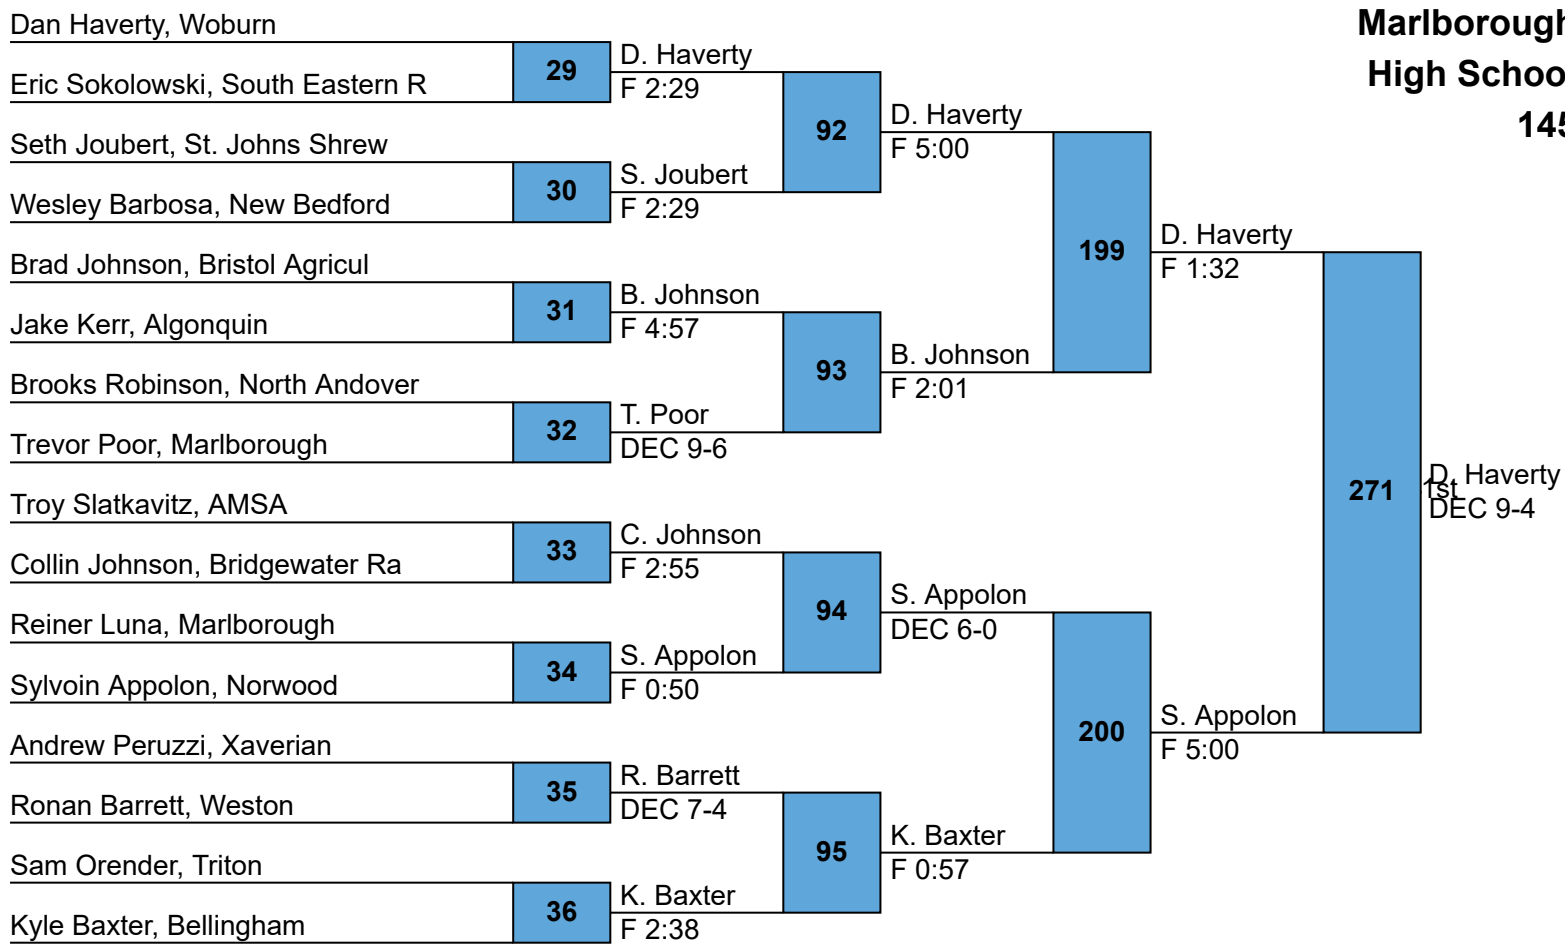 Dan Haverty, Woburn
29
Eric Sokolowski, South Eastern R
D. Haverty
F 2:29
Seth Joubert, St. Johns Shrew
30
Wesley Barbosa, New Bedford
S. Joubert
F 2:29
92
D. Haverty
F 5:00
Brad Johnson, Bristol Agricul
31
Jake Kerr, Algonquin
B. Johnson
F 4:57
Brooks Robinson, North Andover
32
Trevor Poor, Marlborough
T. Poor
DEC 9-6
93
B. Johnson
F 2:01
199
D. Haverty
F 1:32
Troy Slatkavitz, AMSA
33
Collin Johnson, Bridgewater Ra
C. Johnson
F 2:55
Reiner Luna, Marlborough
34
Sylvoin Appolon, Norwood
S. Appolon
F 0:50
94
S. Appolon
DEC 6-0
Andrew Peruzzi, Xaverian
35
Ronan Barrett, Weston
R. Barrett
DEC 7-4
Sam Orender, Triton
36
Kyle Baxter, Bellingham
K. Baxter
F 2:38
95
K. Baxter
F 0:57
200
S. Appolon
F 5:00
271
D. Haverty
1st
DEC 9-4
Marlborough
High School
145